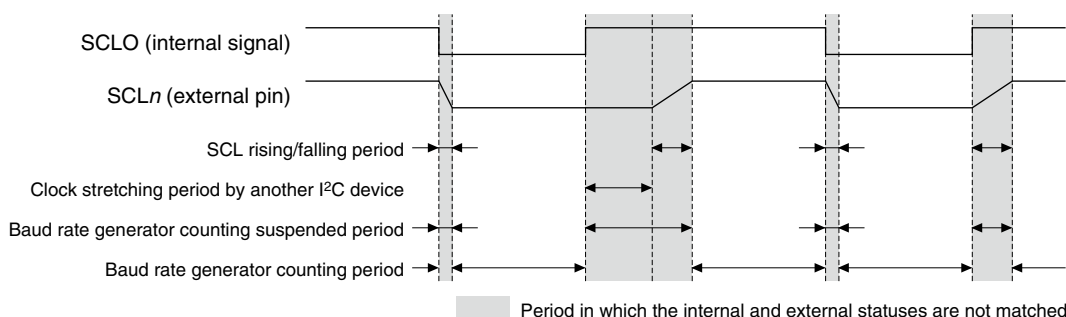 SCLO (internal signal)
SCLn (external pin)
SCL rising/falling period
Clock stretching period by another I²C device
Baud rate generator counting suspended period
Baud rate generator counting period
Period in which the internal and external statuses are not matched